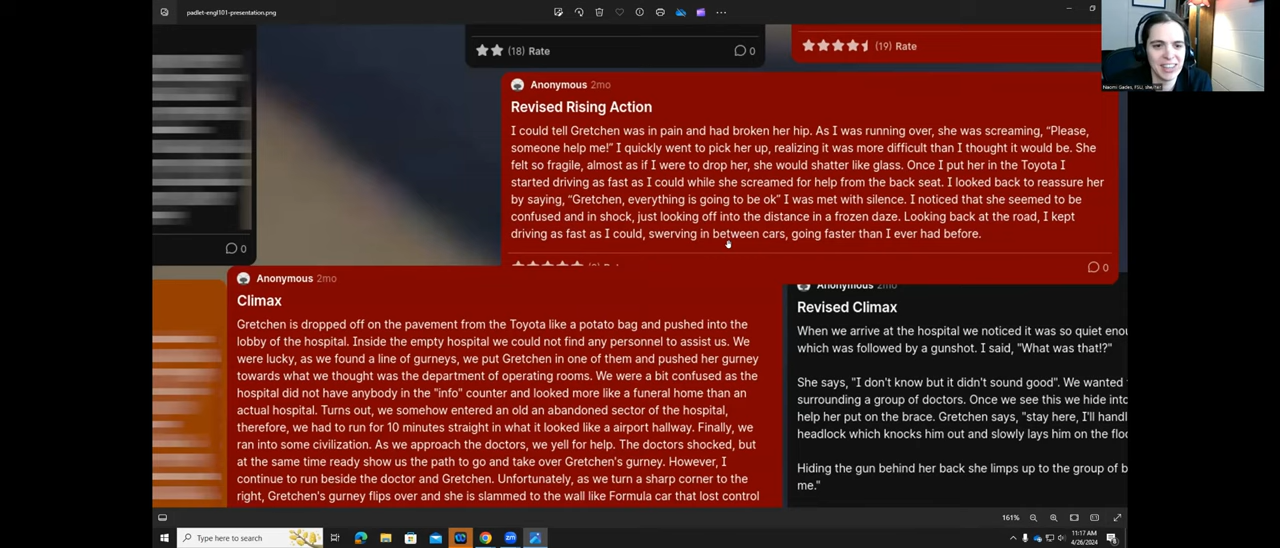 padlet-engl101-presentation.png
(18) Rate
0
(19) Rate
0
Anonymous 2mo
Revised Rising Action
I could tell Gretchen was in pain and had broken her hip. As I was running over, she was screaming, “Please,
someone help me!” I quickly went to pick her up, realizing it was more difficult than I thought it would be. She
felt so fragile, almost as if I were to drop her, she would shatter like glass. Once I put her in the Toyota I
started driving as fast as I could while she screamed for help from the back seat. I looked back to reassure her
by saying, “Gretchen, everything is going to be ok” I was met with silence. I noticed that she seemed to be
confused and in shock, just looking off into the distance in a frozen daze. Looking back at the road, I kept
driving as fast as I could, swerving in between cars, going faster than I ever had before.
0
Anonymous 2mo
Climax
Gretchen is dropped off on the pavement from the Toyota like a potato bag and pushed into the
lobby of the hospital. Inside the empty hospital we could not find any personnel to assist us. We
were lucky, as we found a line of gurneys, we put Gretchen in one of them and pushed her gurney
towards what we thought was the department of operating rooms. We were a bit confused as the
hospital did not have anybody in the "info" counter and looked more like a funeral home than an
actual hospital. Turns out, we somehow entered an old an abandoned sector of the hospital,
therefore, we had to run for 10 minutes straight in what it looked like a airport hallway. Finally, we
ran into some civilization. As we approach the doctors, we yell for help. The doctors shocked, but
at the same time ready show us the path to go and take over Gretchen's gurney. However, I
continue to run beside the doctor and Gretchen. Unfortunately, as we turn a sharp corner to the
right, Gretchen's gurney flips over and she is slammed to the wall like Formula car that lost control
Anonymous 2mo
Revised Climax
When we arrive at the hospital we noticed it was so quiet enou
which was followed by a gunshot. I said, "What was that!?"
She says, "I don't know but it didn't sound good". We wanted
surrounding a group of doctors. Once we see this we hide into
help her put on the brace. Gretchen says, "stay here, I'll handl
headlock which knocks him out and slowly lays him on the floo
Hiding the gun behind her back she limps up to the group of b
me."
161%
Type here to search
11:17 AM
4/26/2024